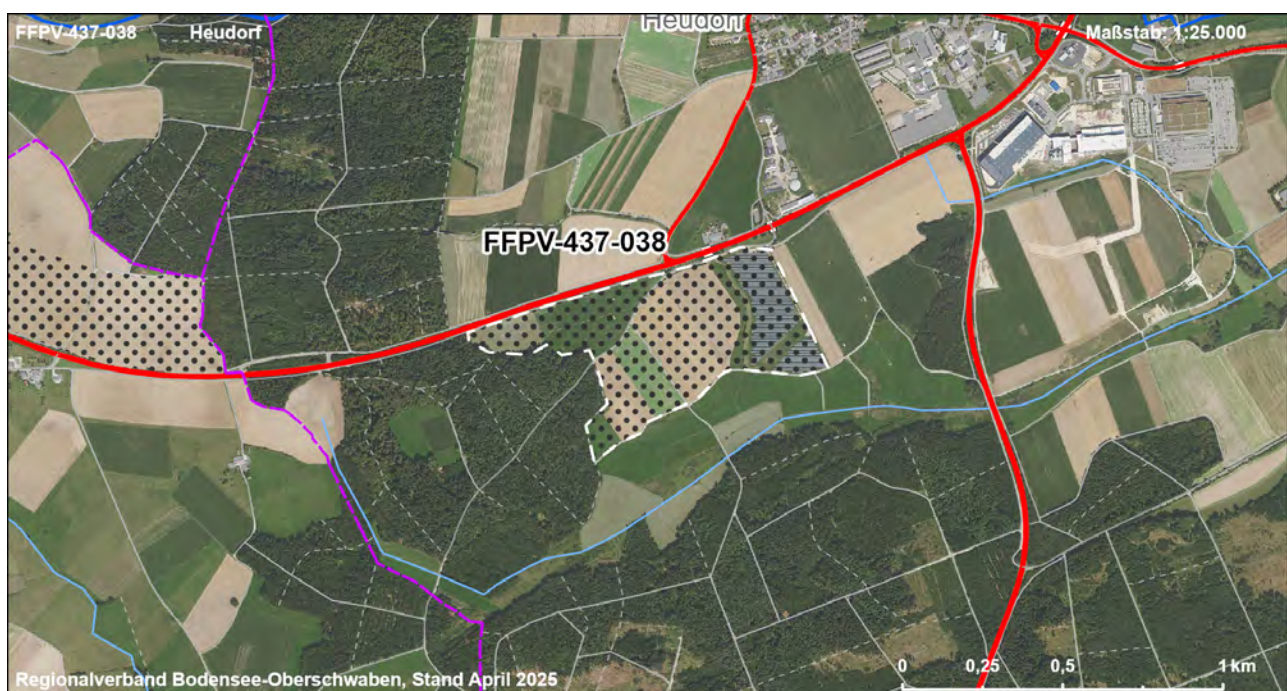 FFPV-437-038 Heudorf
Heudorf
Maßstab: 1:25.000
FFPV-437-038
0 0,25 0,5 1 km
Regionalverband Bodensee-Oberschwaben, Stand April 2025